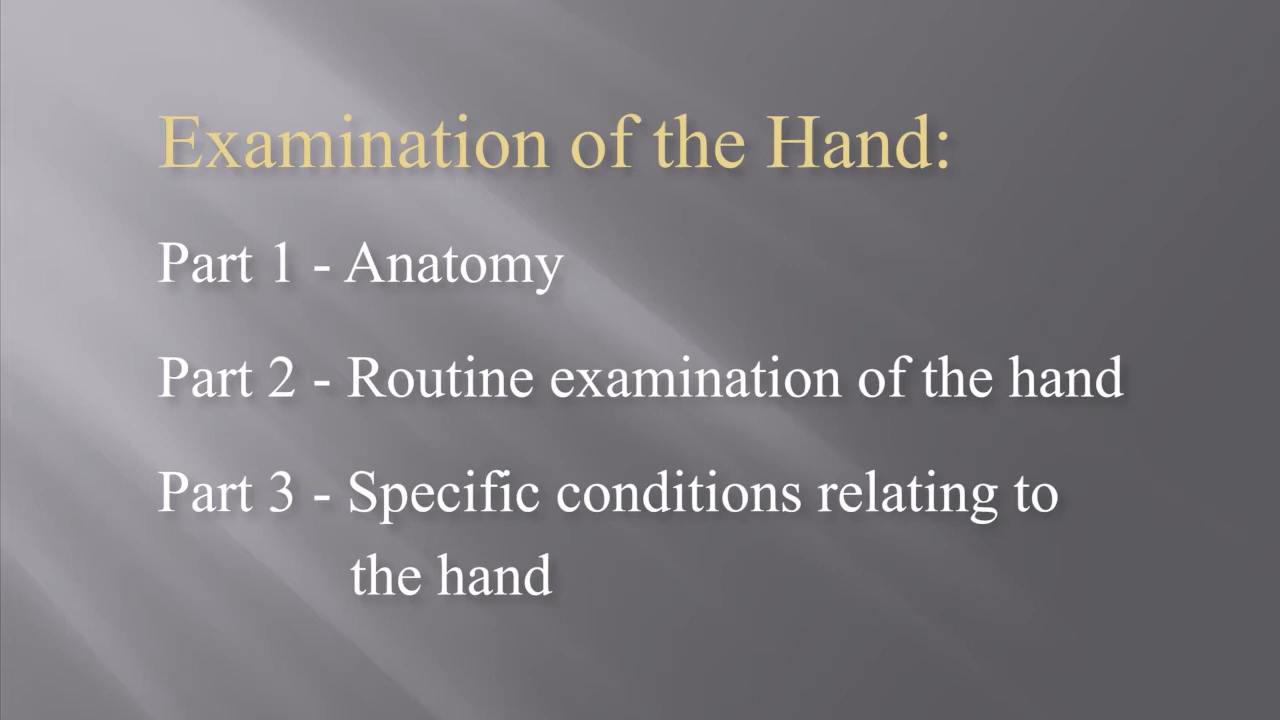 Examination of the Hand:
Part 1 - Anatomy
Part 2 - Routine examination of the hand
Part 3 - Specific conditions relating to
the hand